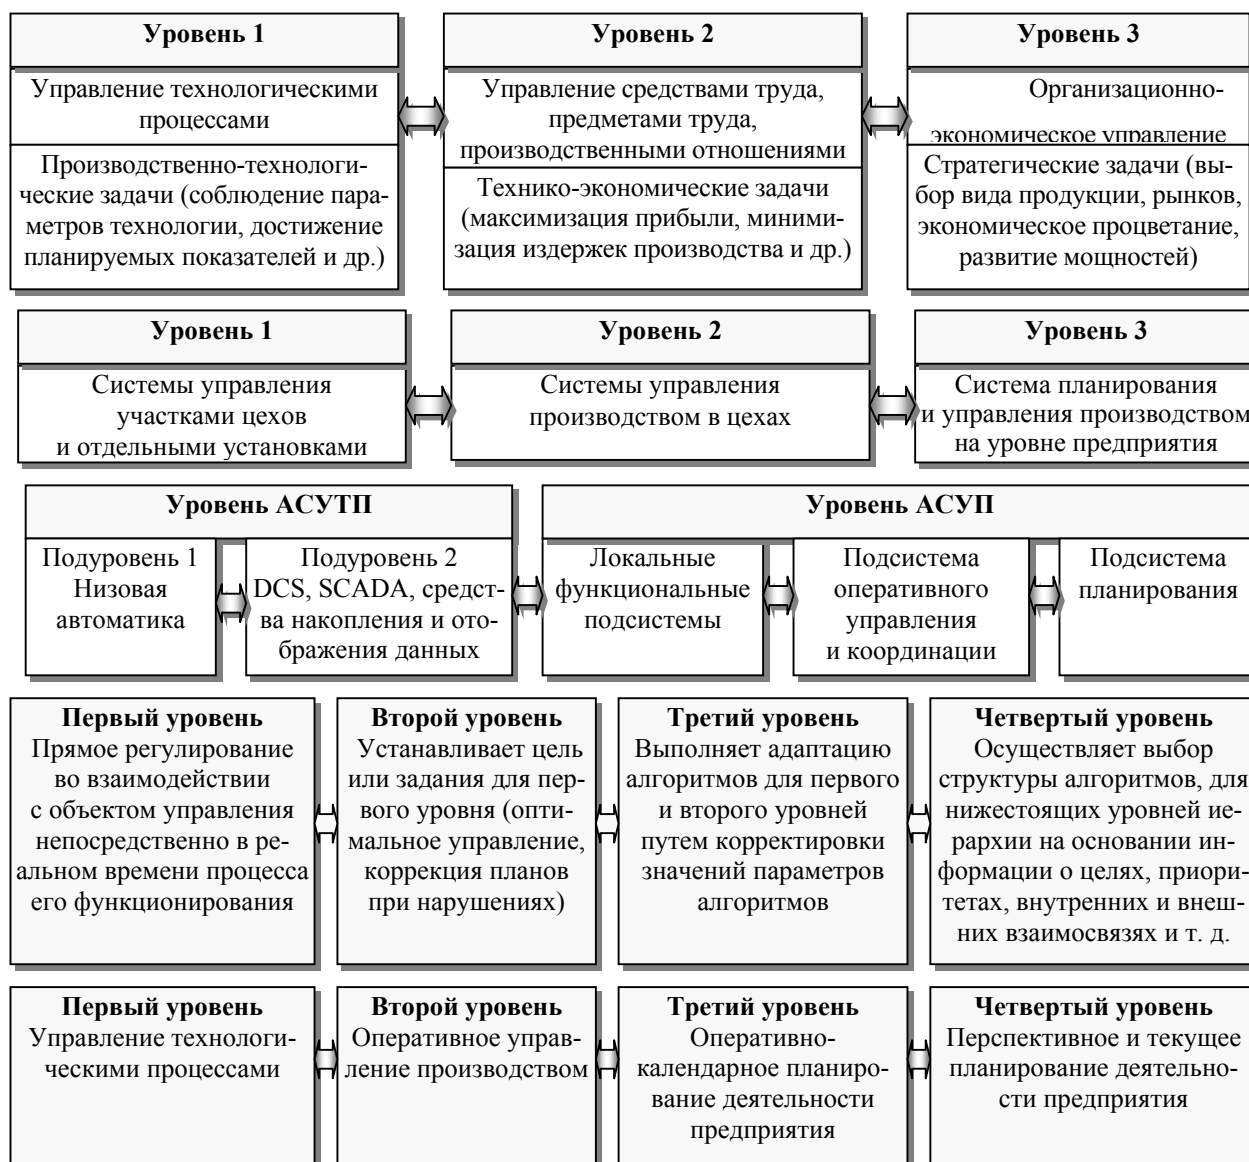 Уровень 1
Управление технологическими
процессами
Производственно-технологи-
ческие задачи (соблюдение пара-
метров технологии, достижение
планируемых показателей и др.)
Уровень 2
Управление средствами труда,
предметами труда,
производственными отношениями
Технико-экономические задачи
(максимизация прибыли, миними-
зация издержек производства и др.)
Уровень 3
Организационно-
экономическое управление
Стратегические задачи (вы-
бор вида продукции, рынков,
экономическое процветание,
развитие мощностей)
Уровень 1
Системы управления
участками цехов
и отдельными установками
Уровень 2
Системы управления
производством в цехах
Уровень 3
Система планирования
и управления производством
на уровне предприятия
Уровень АСУТП
Подуровень 1
Низовая
автоматика
Подуровень 2
DCS, SCADA, средст-
ва накопления и ото-
бражения данных
Уровень АСУП
Локальные
функциональные
подсистемы
Подсистема
оперативного
управления
и координации
Подсистема
планирования
Первый уровень
Прямое регулирование
во взаимодействии
с объектом управления
непосредственно в ре-
альном времени процесса
его функционирования
Второй уровень
Устанавливает цель
или задания для пер-
вого уровня (опти-
мальное управление,
коррекция планов
при нарушениях)
Третий уровень
Выполняет адаптацию
алгоритмов для первого
и второго уровней
путем корректировки
значений параметров
алгоритмов
Четвертый уровень
Осуществляет выбор
структуры алгоритмов, для
нижестоящих уровней ие-
рархии на основании ин-
формации о целях, приори-
тетах, внутренних и внеш-
них взаимосвязях и т. д.
Первый уровень
Управление технологи-
ческими процессами
Второй уровень
Оперативное управ-
ление производством
Третий уровень
Оперативно-
календарное планиро-
вание деятельности
предприятия
Четвертый уровень
Перспективное и текущее
планирование деятельно-
сти предприятия